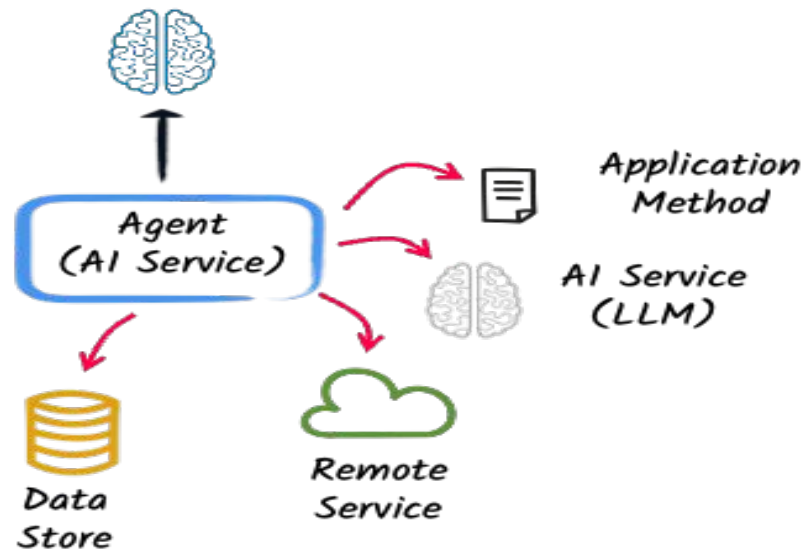 Application
Method
Agent
(AI Service)
AI Service
(LLM)
Remote
Service
Data
Store